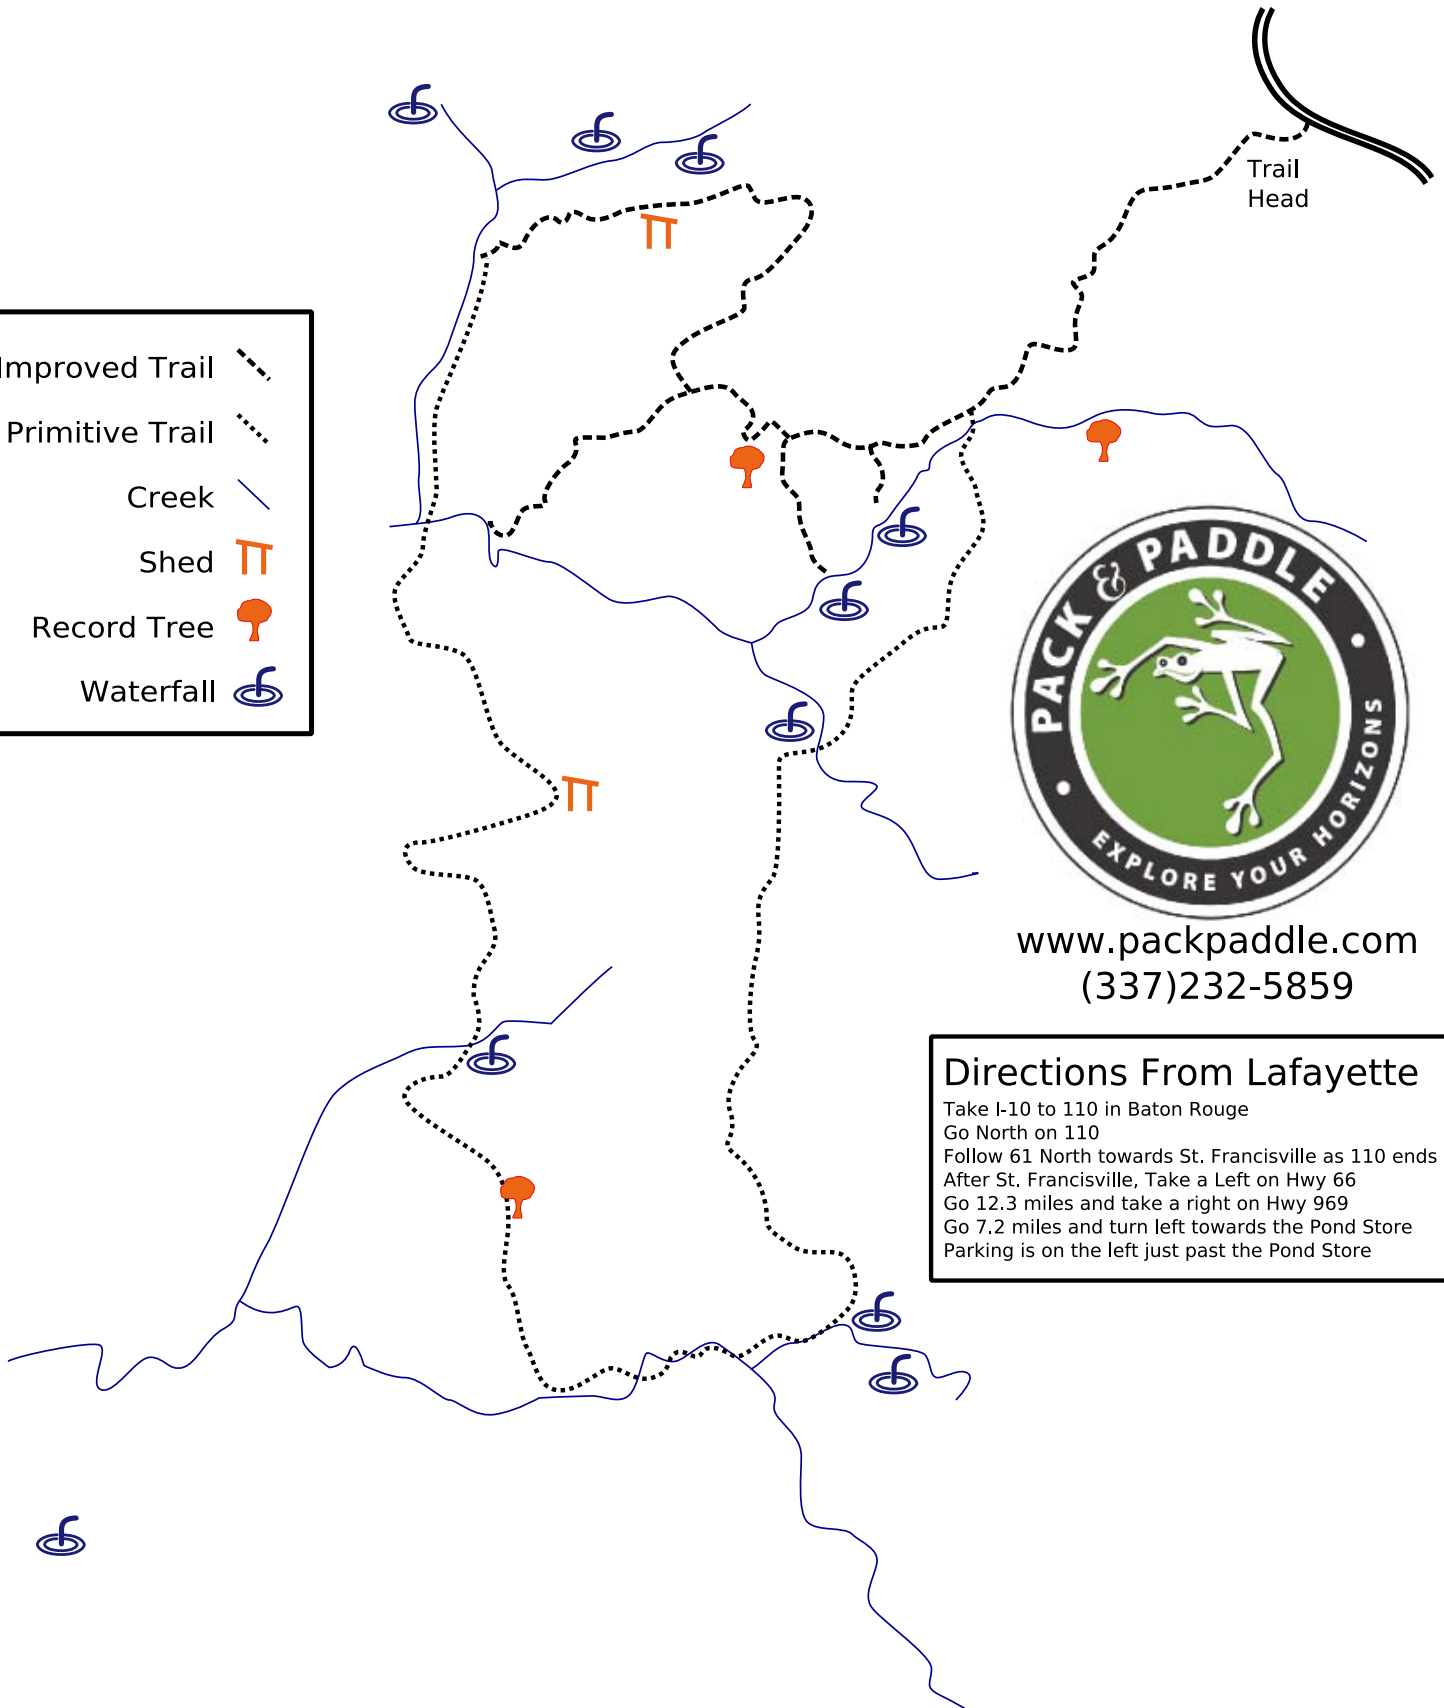 Trail
Head
Improved Trail
Primitive Trail
Creek
Shed
Record Tree
Waterfall
PACK & PADDLE
EXPLORE YOUR HORIZONS
www.packpaddle.com
(337)232-5859
Directions From Lafayette
Take I-10 to 110 in Baton Rouge
Go North on 110
Follow 61 North towards St. Francisville as 110 ends
After St. Francisville, Take a Left on Hwy 66
Go 12.3 miles and take a right on Hwy 969
Go 7.2 miles and turn left towards the Pond Store
Parking is on the left just past the Pond Store